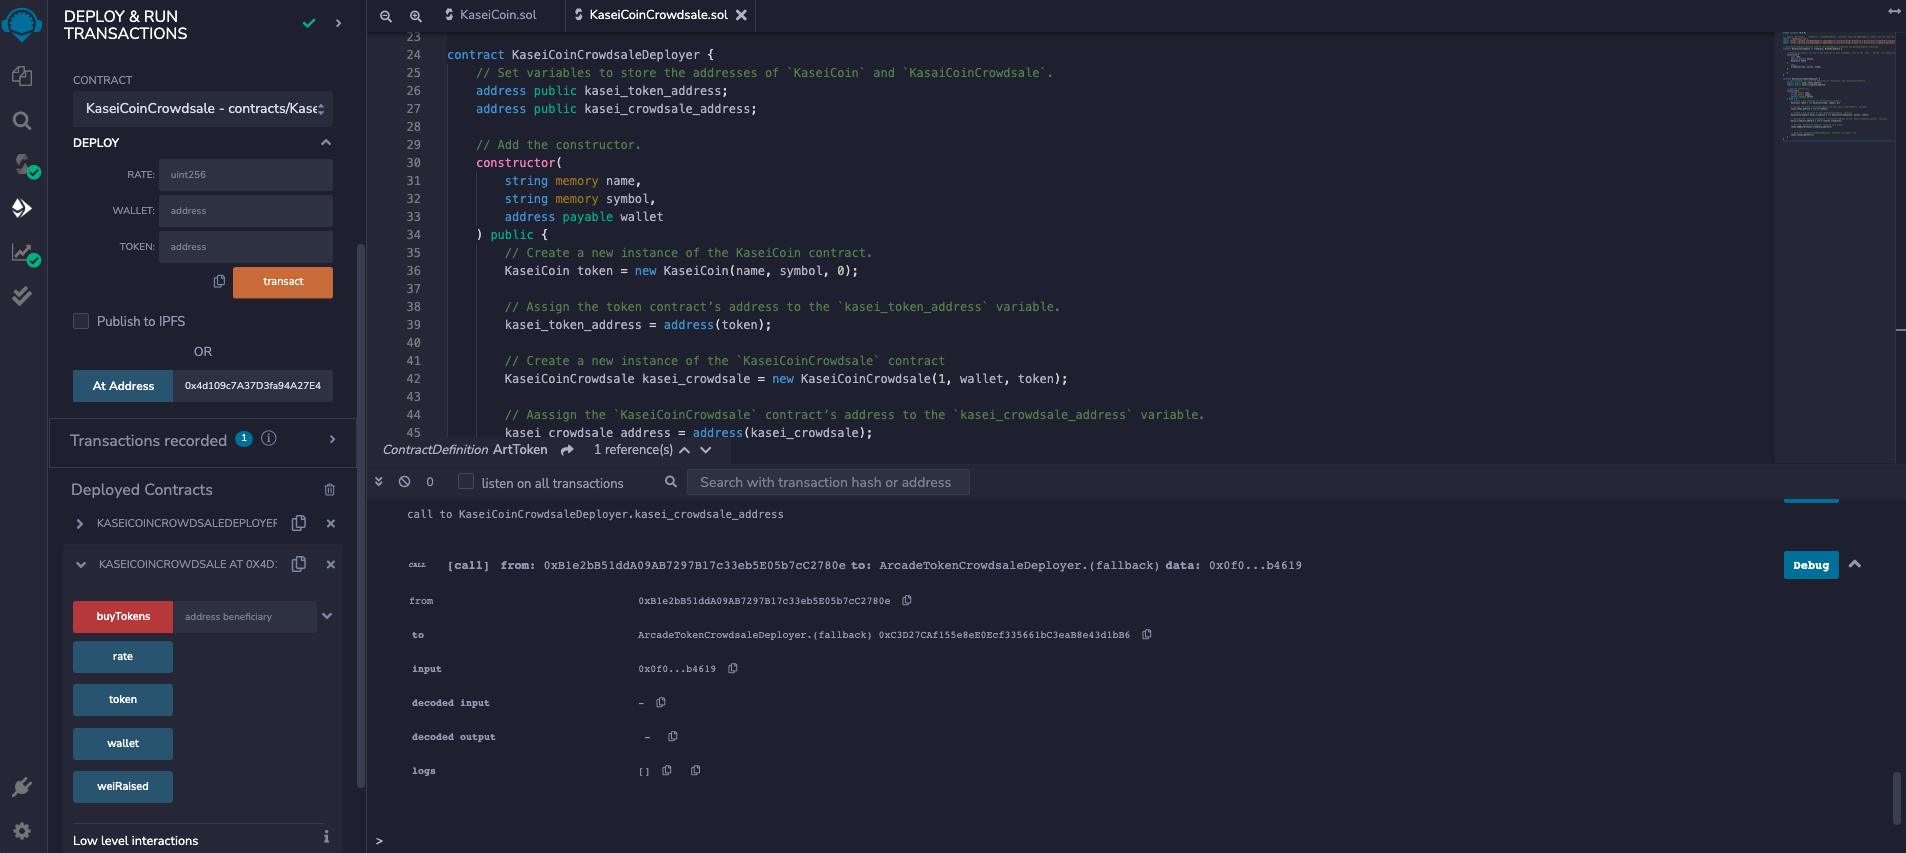 DEPLOY & RUN
TRANSACTIONS
CONTRACT
KaseiCoinCrowdsale - contracts/Kase
DEPLOY
RATE: uint256
WALLET: address
TOKEN: address
transact
Publish to IPFS
OR
At Address 0x4d109c7A37D3fa94A27E4
Transactions recorded 1 i
Deployed Contracts
KASEICOINCROWDSALEDEPLOYER
KASEICOINCROWDSALE AT 0X4D:
buyTokens address beneficiary
rate
token
wallet
weiRaised
Low level interactions i
KaseiCoin.sol KaseiCoinCrowdsale.sol
23
24 contract KaseiCoinCrowdsaleDeployer {
25 // Set variables to store the addresses of `KaseiCoin` and `KasaiCoinCrowdsale`.
26 address public kasei_token_address;
27 address public kasei_crowdsale_address;
28
29 // Add the constructor.
30 constructor(
31 string memory name,
32 string memory symbol,
33 address payable wallet
34 ) public {
35 // Create a new instance of the KaseiCoin contract.
36 KaseiCoin token = new KaseiCoin(name, symbol, 0);
37
38 // Assign the token contract’s address to the `kasei_token_address` variable.
39 kasei_token_address = address(token);
40
41 // Create a new instance of the `KaseiCoinCrowdsale` contract
42 KaseiCoinCrowdsale kasei_crowdsale = new KaseiCoinCrowdsale(1, wallet, token);
43
44 // Aassign the `KaseiCoinCrowdsale` contract’s address to the `kasei_crowdsale_address` variable.
45 kasei_crowdsale_address = address(kasei_crowdsale);
ContractDefinition ArtToken 1 reference(s)
0 listen on all transactions Search with transaction hash or address
call to KaseiCoinCrowdsaleDeployer.kasei_crowdsale_address
CALL [call] from: 0xB1e2bB51ddA09AB7297B17c33eb5E05b7cC2780e to: ArcadeTokenCrowdsaleDeployer.(fallback) data: 0x0f0...b4619 Debug
from 0xB1e2bB51ddA09AB7297B17c33eb5E05b7cC2780e
to ArcadeTokenCrowdsaleDeployer.(fallback) 0xC3D27CAf155e8eE0Ecf335661bC3eaB8e43d1bB6
input 0x0f0...b4619
decoded input -
decoded output -
logs []
>